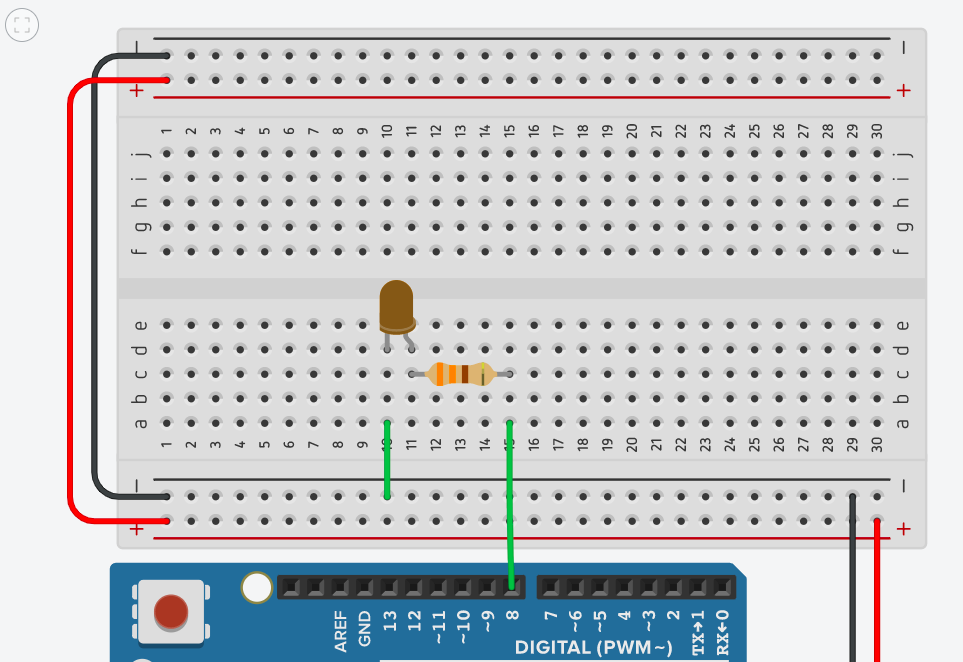 − −
+ +
1 2 3 4 5 6 7 8 9 10 11 12 13 14 15 16 17 18 19 20 21 22 23 24 25 26 27 28 29 30
j j
i i
h h
g g
f f
e e
d d
c c
b b
a a
1 2 3 4 5 6 7 8 9 10 11 12 13 14 15 16 17 18 19 20 21 22 23 24 25 26 27 28 29 30
− −
+ +
AREF GND 13 12 ~11 ~10 ~9 8 7 ~6 ~5 4 ~3 2 TX→1 RX←0
DIGITAL (PWM~)